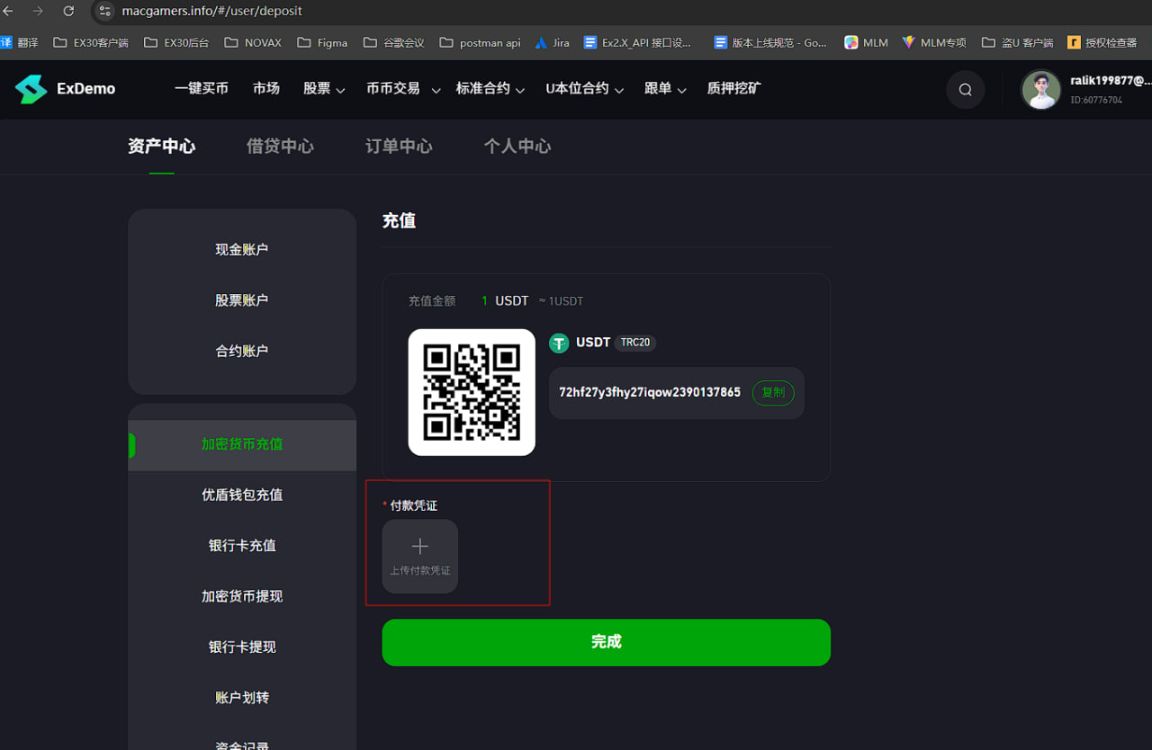 macgamers.info/#/user/deposit
译 翻译 EX30客户端 EX30后台 NOVAX Figma 谷歌会议 postman api Jira Ex2.X_API 接口设... 版本上线规范 - Go... MLM MLM专项 盗U 客户端 r 授权检查器
ExDemo 一键买币 市场 股票 币币交易 标准合约 U本位合约 跟单 质押挖矿 ralik199877@...
ID:60776704
资产中心 借贷中心 订单中心 个人中心
现金账户
股票账户
合约账户
加密货币充值
优盾钱包充值
银行卡充值
加密货币提现
银行卡提现
账户划转
资金记录
充值
充值金额 1 USDT ~ 1USDT
USDT TRC20
72hf27y3fhy27iqow2390137865 复制
* 付款凭证
上传付款凭证
完成